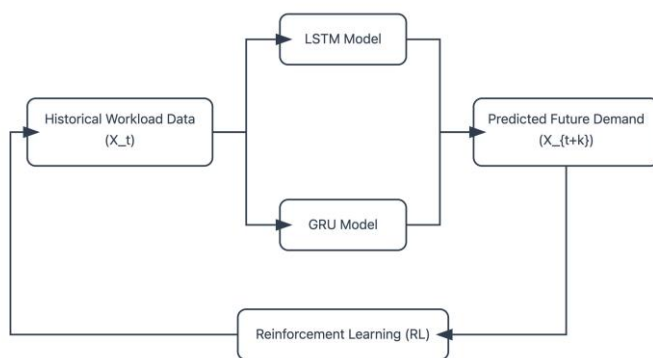 LSTM Model
Historical Workload Data
(X_t)
Predicted Future Demand
(X_{t+k})
GRU Model
Reinforcement Learning (RL)